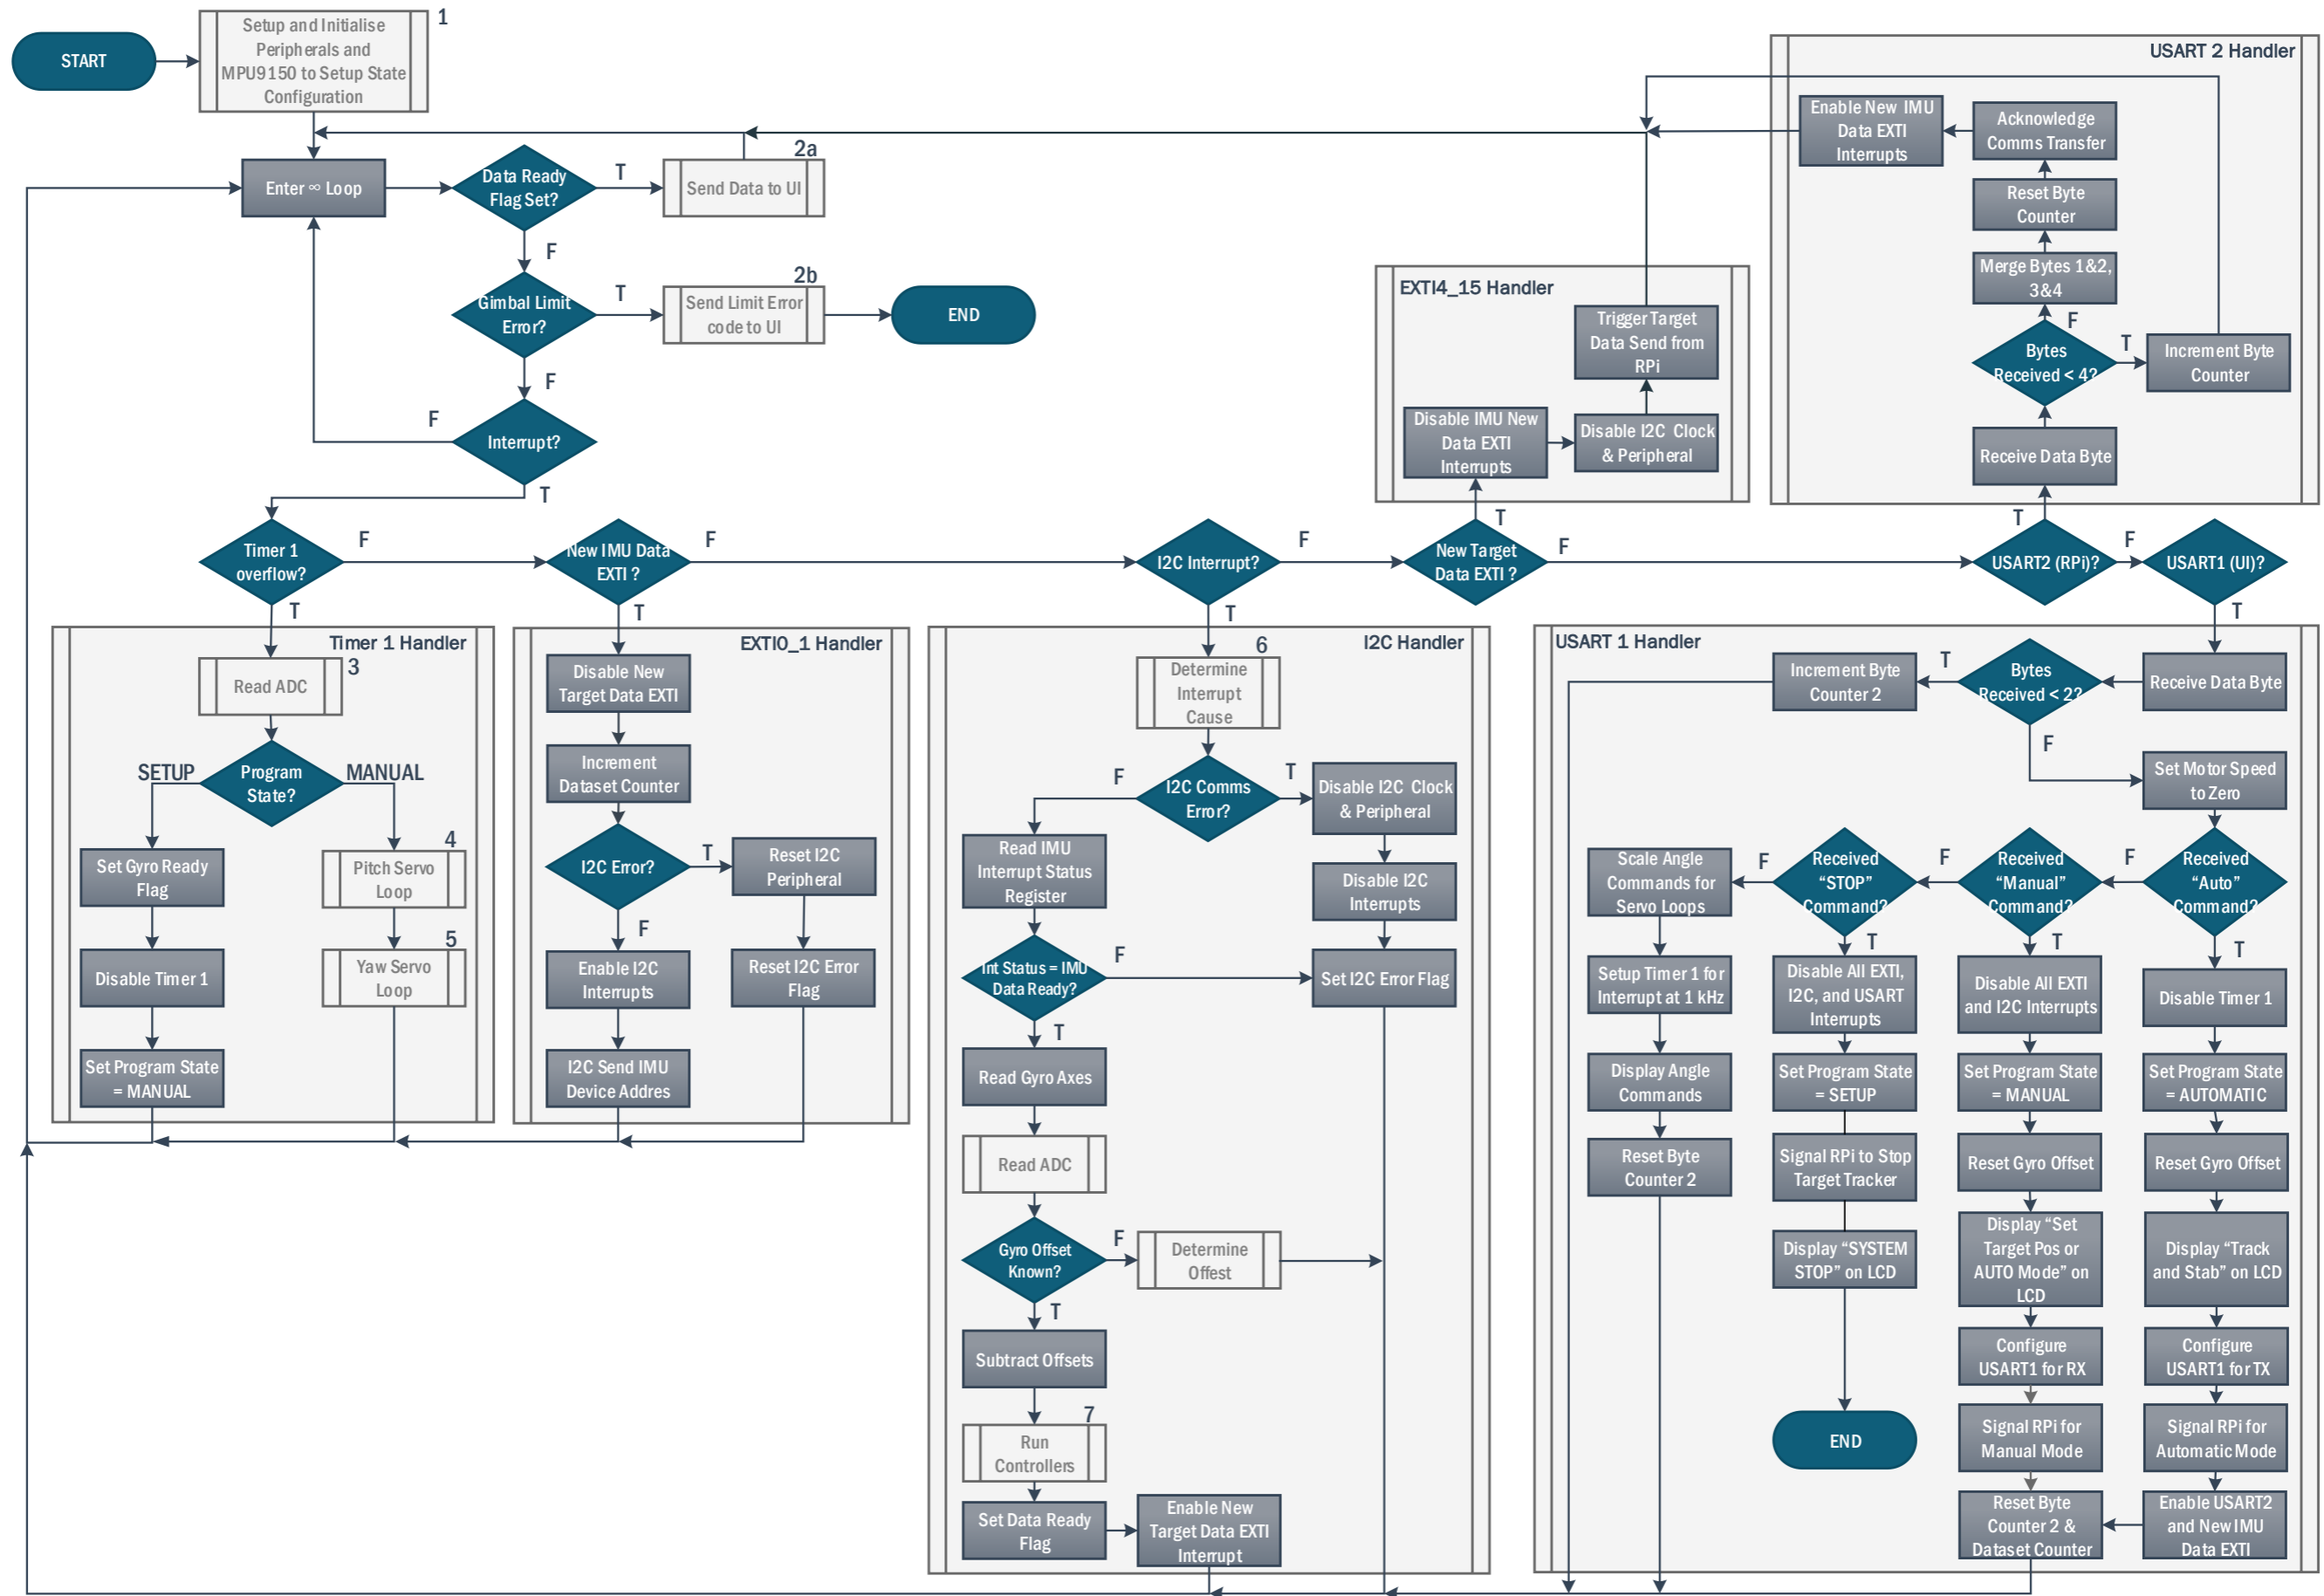 START
Setup and Initialise
Peripherals and
MPU9150 to Setup State
Configuration
1
Enter ∞ Loop
Data Ready
Flag Set?
T
2a
Send Data to UI
F
Gimbal Limit
Error?
T
2b
Send Limit Error
code to UI
END
F
Interrupt?
F
T
EXTI4_15 Handler
Trigger Target
Data Send from
RPi
Disable IMU New
Data EXTI
Interrupts
Disable I2C Clock
& Peripheral
T
USART 2 Handler
Enable New IMU
Data EXTI
Interrupts
Acknowledge
Comms Transfer
Reset Byte
Counter
Merge Bytes 1&2,
3&4
F
Bytes
Received < 4?
T
Increment Byte
Counter
Receive Data Byte
T
Timer 1
overflow?
F
New IMU Data
EXTI ?
F
I2C Interrupt?
F
New Target
Data EXTI ?
F
USART2 (RPi)?
F
USART1 (UI)?
T
T
T
T
Timer 1 Handler
3
Read ADC
SETUP
Program
State?
MANUAL
Set Gyro Ready
Flag
4
Pitch Servo
Loop
Disable Timer 1
5
Yaw Servo
Loop
Set Program State
= MANUAL
EXTI0_1 Handler
Disable New
Target Data EXTI
Increment
Dataset Counter
I2C Error?
T
Reset I2C
Peripheral
F
Enable I2C
Interrupts
Reset I2C Error
Flag
I2C Send IMU
Device Addres
I2C Handler
6
Determine
Interrupt
Cause
F
I2C Comms
Error?
T
Disable I2C Clock
& Peripheral
Read IMU
Interrupt Status
Register
Disable I2C
Interrupts
Int Status = IMU
Data Ready?
F
Set I2C Error Flag
T
Read Gyro Axes
Read ADC
Gyro Offset
Known?
F
Determine
Offest
T
Subtract Offsets
7
Run
Controllers
Set Data Ready
Flag
Enable New
Target Data EXTI
Interrupt
USART 1 Handler
Increment Byte
Counter 2
T
Bytes
Received < 2?
Receive Data Byte
F
Set Motor Speed
to Zero
Scale Angle
Commands for
Servo Loops
F
Received
“STOP”
Command?
F
Received
“Manual”
Command?
F
Received
“Auto”
Command?
T
T
T
Setup Timer 1 for
Interrupt at 1 kHz
Disable All EXTI,
I2C, and USART
Interrupts
Disable All EXTI
and I2C Interrupts
Disable Timer 1
Display Angle
Commands
Set Program State
= SETUP
Set Program State
= MANUAL
Set Program State
= AUTOMATIC
Reset Byte
Counter 2
Signal RPi to Stop
Target Tracker
Reset Gyro Offset
Reset Gyro Offset
Display “SYSTEM
STOP” on LCD
Display “Set
Target Pos or
AUTO Mode” on
LCD
Display “Track
and Stab” on LCD
Configure
USART1 for RX
Configure
USART1 for TX
END
Signal RPi for
Manual Mode
Signal RPi for
Automatic Mode
Reset Byte
Counter 2 &
Dataset Counter
Enable USART2
and New IMU
Data EXTI